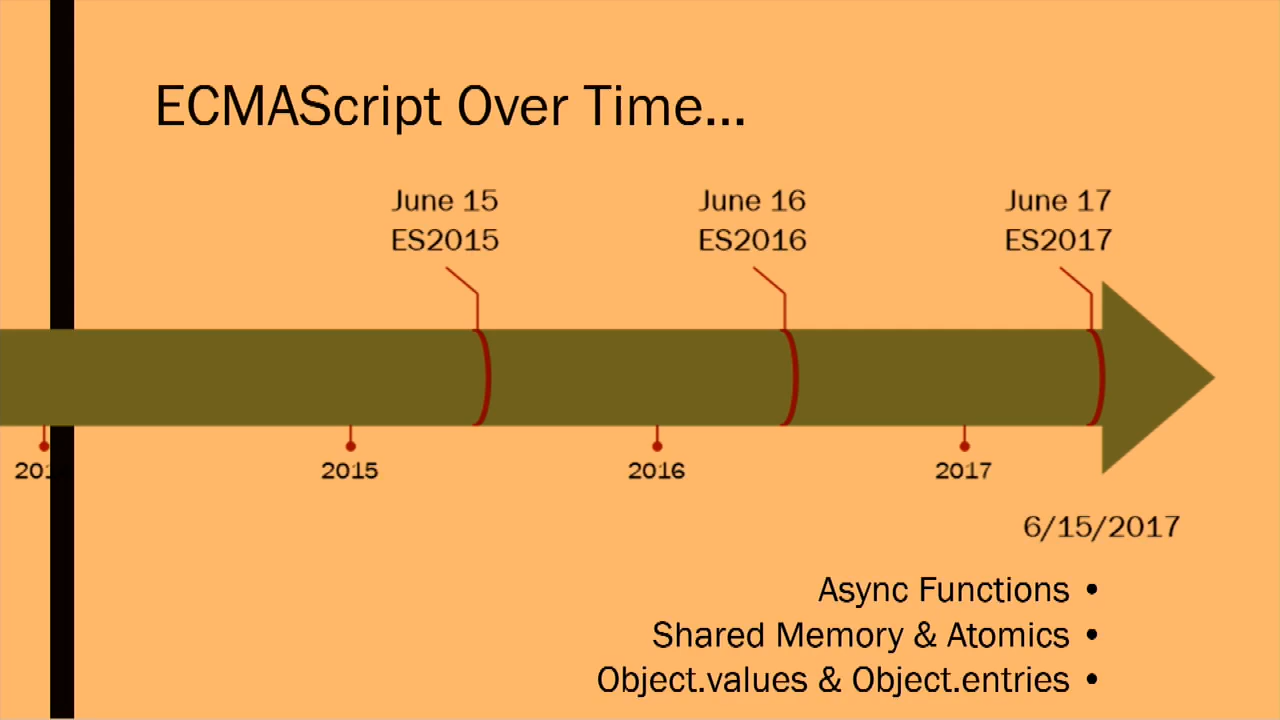 ECMAScript Over Time...
June 15 June 16 June 17
ES2015 ES2016 ES2017
2015 2016 2017
6/15/2017
Async Functions •
Shared Memory & Atomics •
Object.values & Object.entries •